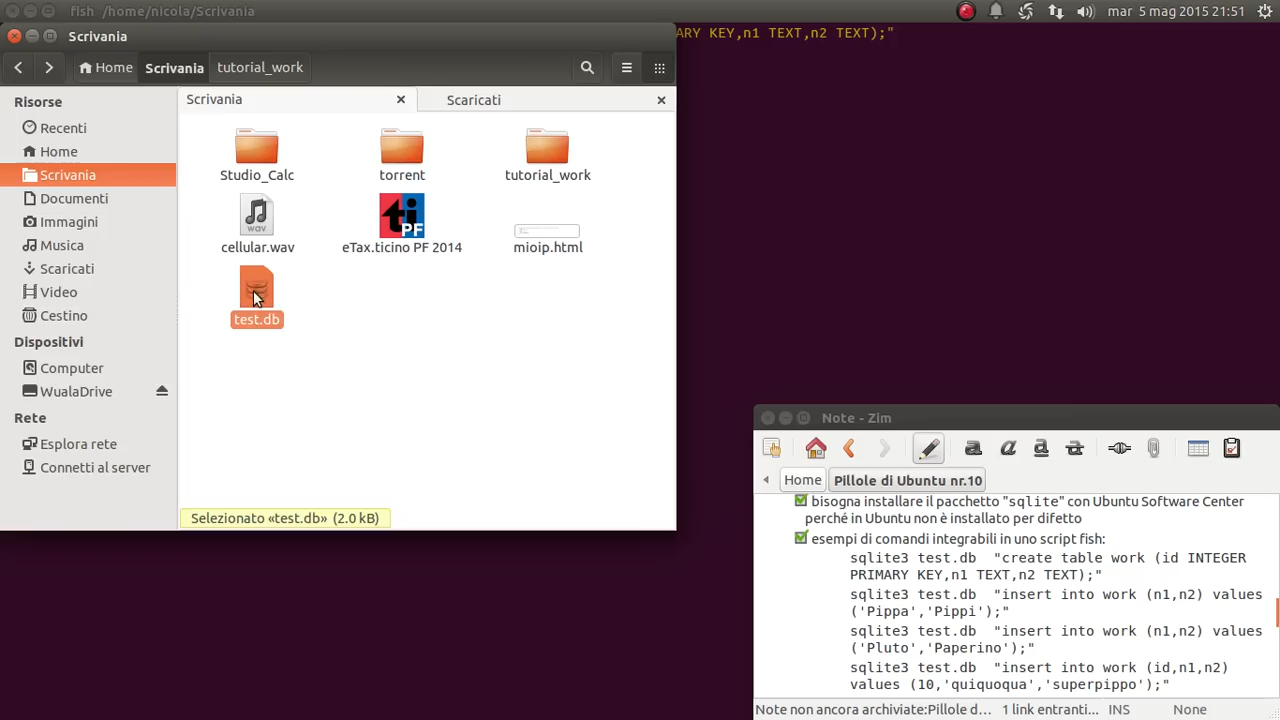 fish /home/nicola/Scrivania
mar 5 mag 2015 21:51
Scrivania
ARY KEY,n1 TEXT,n2 TEXT);"
Home
Scrivania
tutorial_work
Risorse
Recenti
Home
Scrivania
Documenti
Immagini
Musica
Scaricati
Video
Cestino
Dispositivi
Computer
WualaDrive
Rete
Esplora rete
Connetti al server
Scrivania
Scaricati
Studio_Calc
torrent
tutorial_work
wav
ti
PF
cellular.wav
eTax.ticino PF 2014
mioip.html
test.db
Selezionato «test.db» (2.0 kB)
Note - Zim
a a a a
Home
Pillole di Ubuntu nr.10
bisogna installare il pacchetto "sqlite" con Ubuntu Software Center
perché in Ubuntu non è installato per difetto
esempi di comandi integrabili in uno script fish:
sqlite3 test.db "create table work (id INTEGER
PRIMARY KEY,n1 TEXT,n2 TEXT);"
sqlite3 test.db "insert into work (n1,n2) values
('Pippa','Pippi');"
sqlite3 test.db "insert into work (n1,n2) values
('Pluto','Paperino');"
sqlite3 test.db "insert into work (id,n1,n2)
values (10,'quiquoqua','superpippo');"
Note non ancora archiviate:Pillole d...
1 link entranti...
INS
None